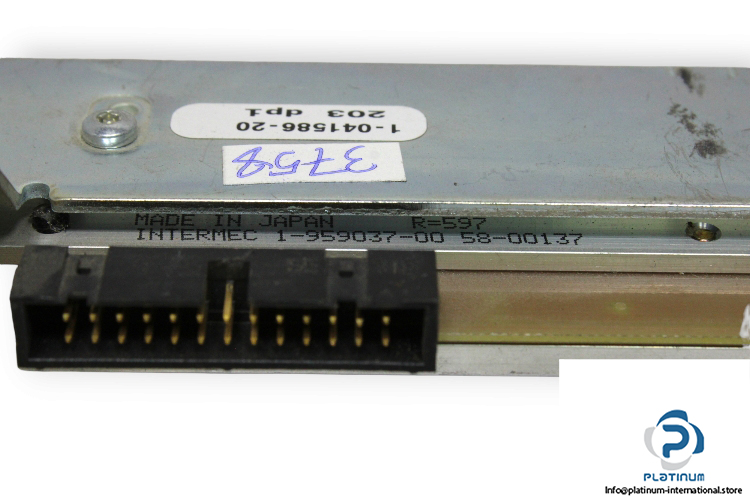 1-041586-20
203 dpi
3758
MADE IN JAPAN R=597
INTERMEC 1-959037-00 58-00137
PLATINUM
INTERNATIONAL
Info@platinum-international.store